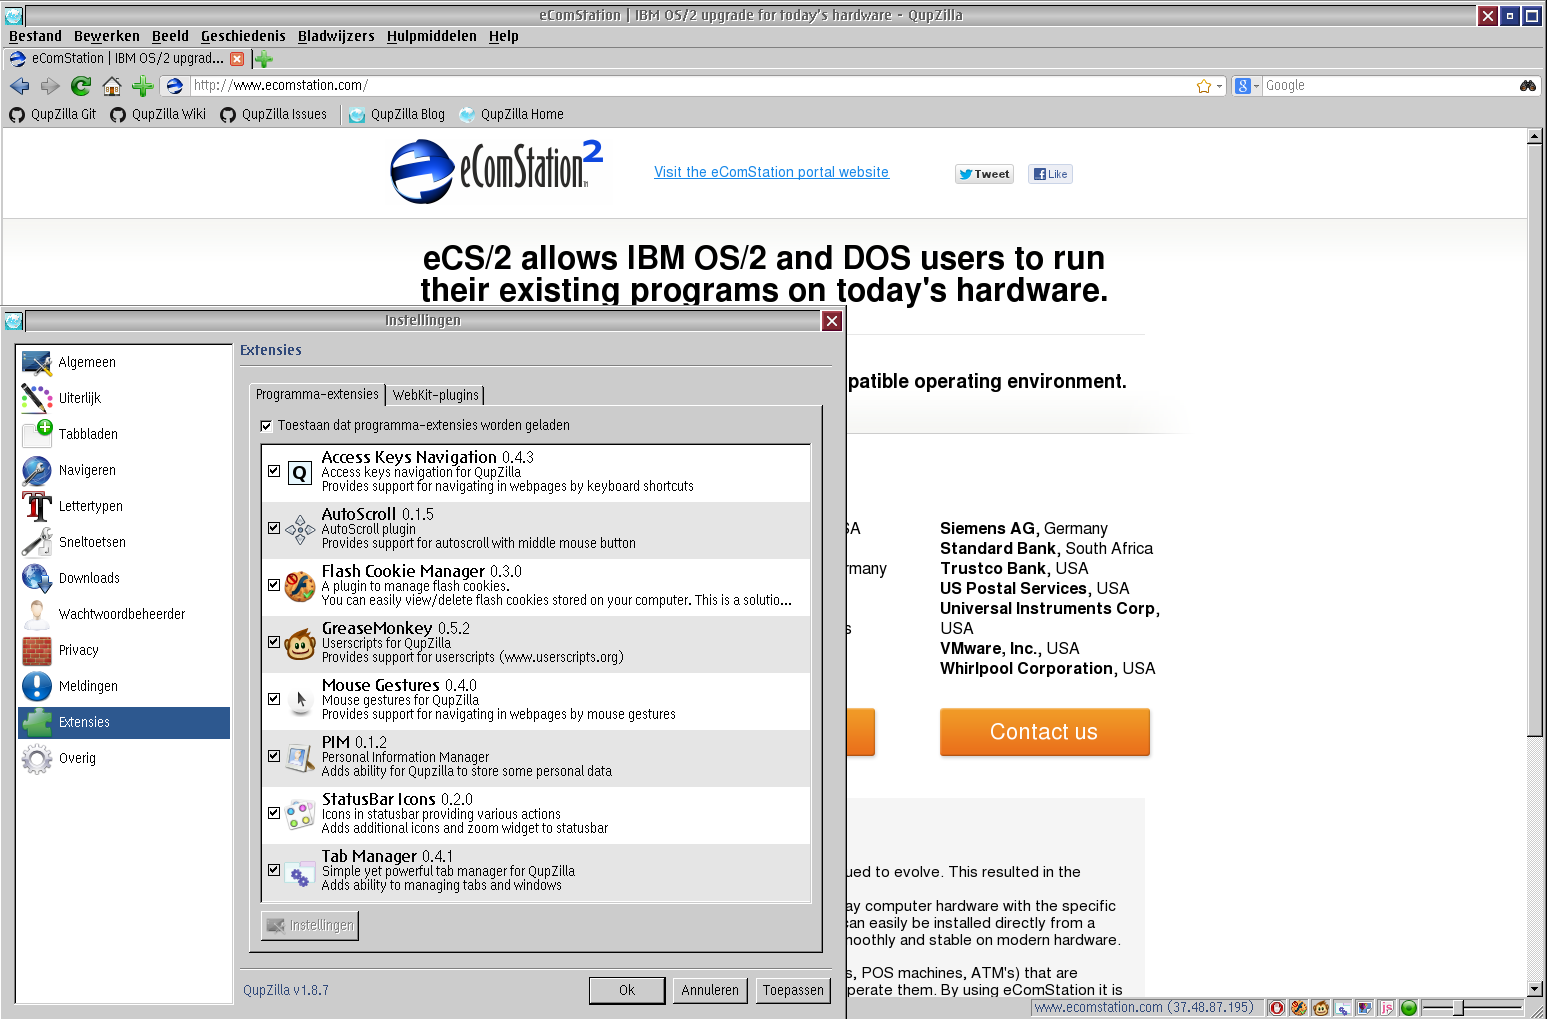 eComStation | IBM OS/2 upgrade for today's hardware - QupZilla
Bestand Bewerken Beeld Geschiedenis Bladwijzers Hulpmiddelen Help
eComStation | IBM OS/2 upgrad...
http://www.ecomstation.com/
8 Google
QupZilla Git QupZilla Wiki QupZilla Issues QupZilla Blog QupZilla Home
eComStation 2
Visit the eComStation portal website
Tweet
Like
eCS/2 allows IBM OS/2 and DOS users to run
their existing programs on today's hardware.
Instellingen
Algemeen
Uiterlijk
Tabbladen
Navigeren
Lettertypen
Sneltoetsen
Downloads
Wachtwoordbeheerder
Privacy
Meldingen
Extensies
Overig
Extensies
Programma-extensies WebKit-plugins
Toestaan dat programma-extensies worden geladen
Q
Access Keys Navigation 0.4.3
Access keys navigation for QupZilla
Provides support for navigating in webpages by keyboard shortcuts
AutoScroll 0.1.5
AutoScroll plugin
Provides support for autoscroll with middle mouse button
Flash Cookie Manager 0.3.0
A plugin to manage flash cookies.
You can easily view/delete flash cookies stored on your computer. This is a solutio...
GreaseMonkey 0.5.2
Userscripts for QupZilla
Provides support for userscripts (www.userscripts.org)
Mouse Gestures 0.4.0
Mouse gestures for QupZilla
Provides support for navigating in webpages by mouse gestures
PIM 0.1.2
Personal Information Manager
Adds ability for Qupzilla to store some personal data
StatusBar Icons 0.2.0
Icons in statusbar providing various actions
Adds additional icons and zoom widget to statusbar
Tab Manager 0.4.1
Simple yet powerful tab manager for QupZilla
Adds ability to managing tabs and windows
Instellingen
QupZilla v1.8.7
Ok Annuleren Toepassen
patible operating environment.
SA
many
s
Siemens AG, Germany
Standard Bank, South Africa
Trustco Bank, USA
US Postal Services, USA
Universal Instruments Corp,
USA
VMware, Inc., USA
Whirlpool Corporation, USA
Contact us
ued to evolve. This resulted in the
ay computer hardware with the specific
can easily be installed directly from a
moothly and stable on modern hardware.
s, POS machines, ATM's) that are
perate them. By using eComStation it is
www.ecomstation.com (37.48.87.195)
js